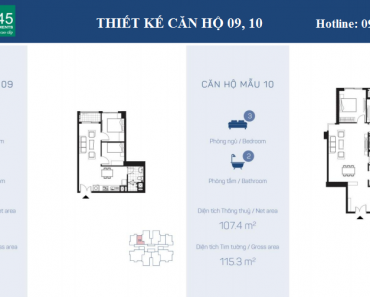 45
THIẾT KẾ CĂN HỘ 09, 10
Hotline: 09
09
CĂN HỘ MẪU 10
3
Phòng ngủ / Bedroom
2
Phòng tắm / Bathroom
Diện tích Thông thuỷ / Net area
107.4 m²
Diện tích Tim tường / Gross area
115.3 m²
room
room
area
area